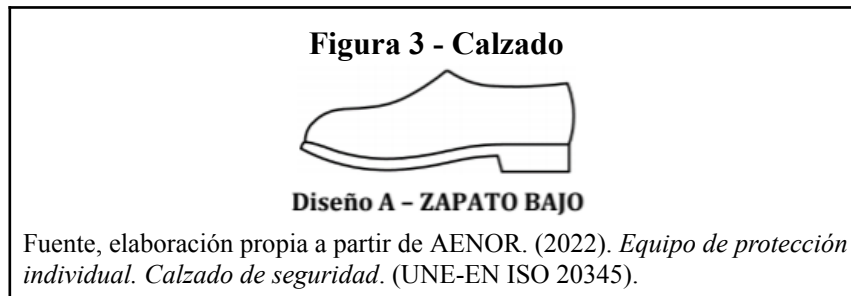 Figura 3 - Calzado
Diseño A – ZAPATO BAJO
Fuente, elaboración propia a partir de AENOR. (2022). Equipo de protección
individual. Calzado de seguridad. (UNE-EN ISO 20345).